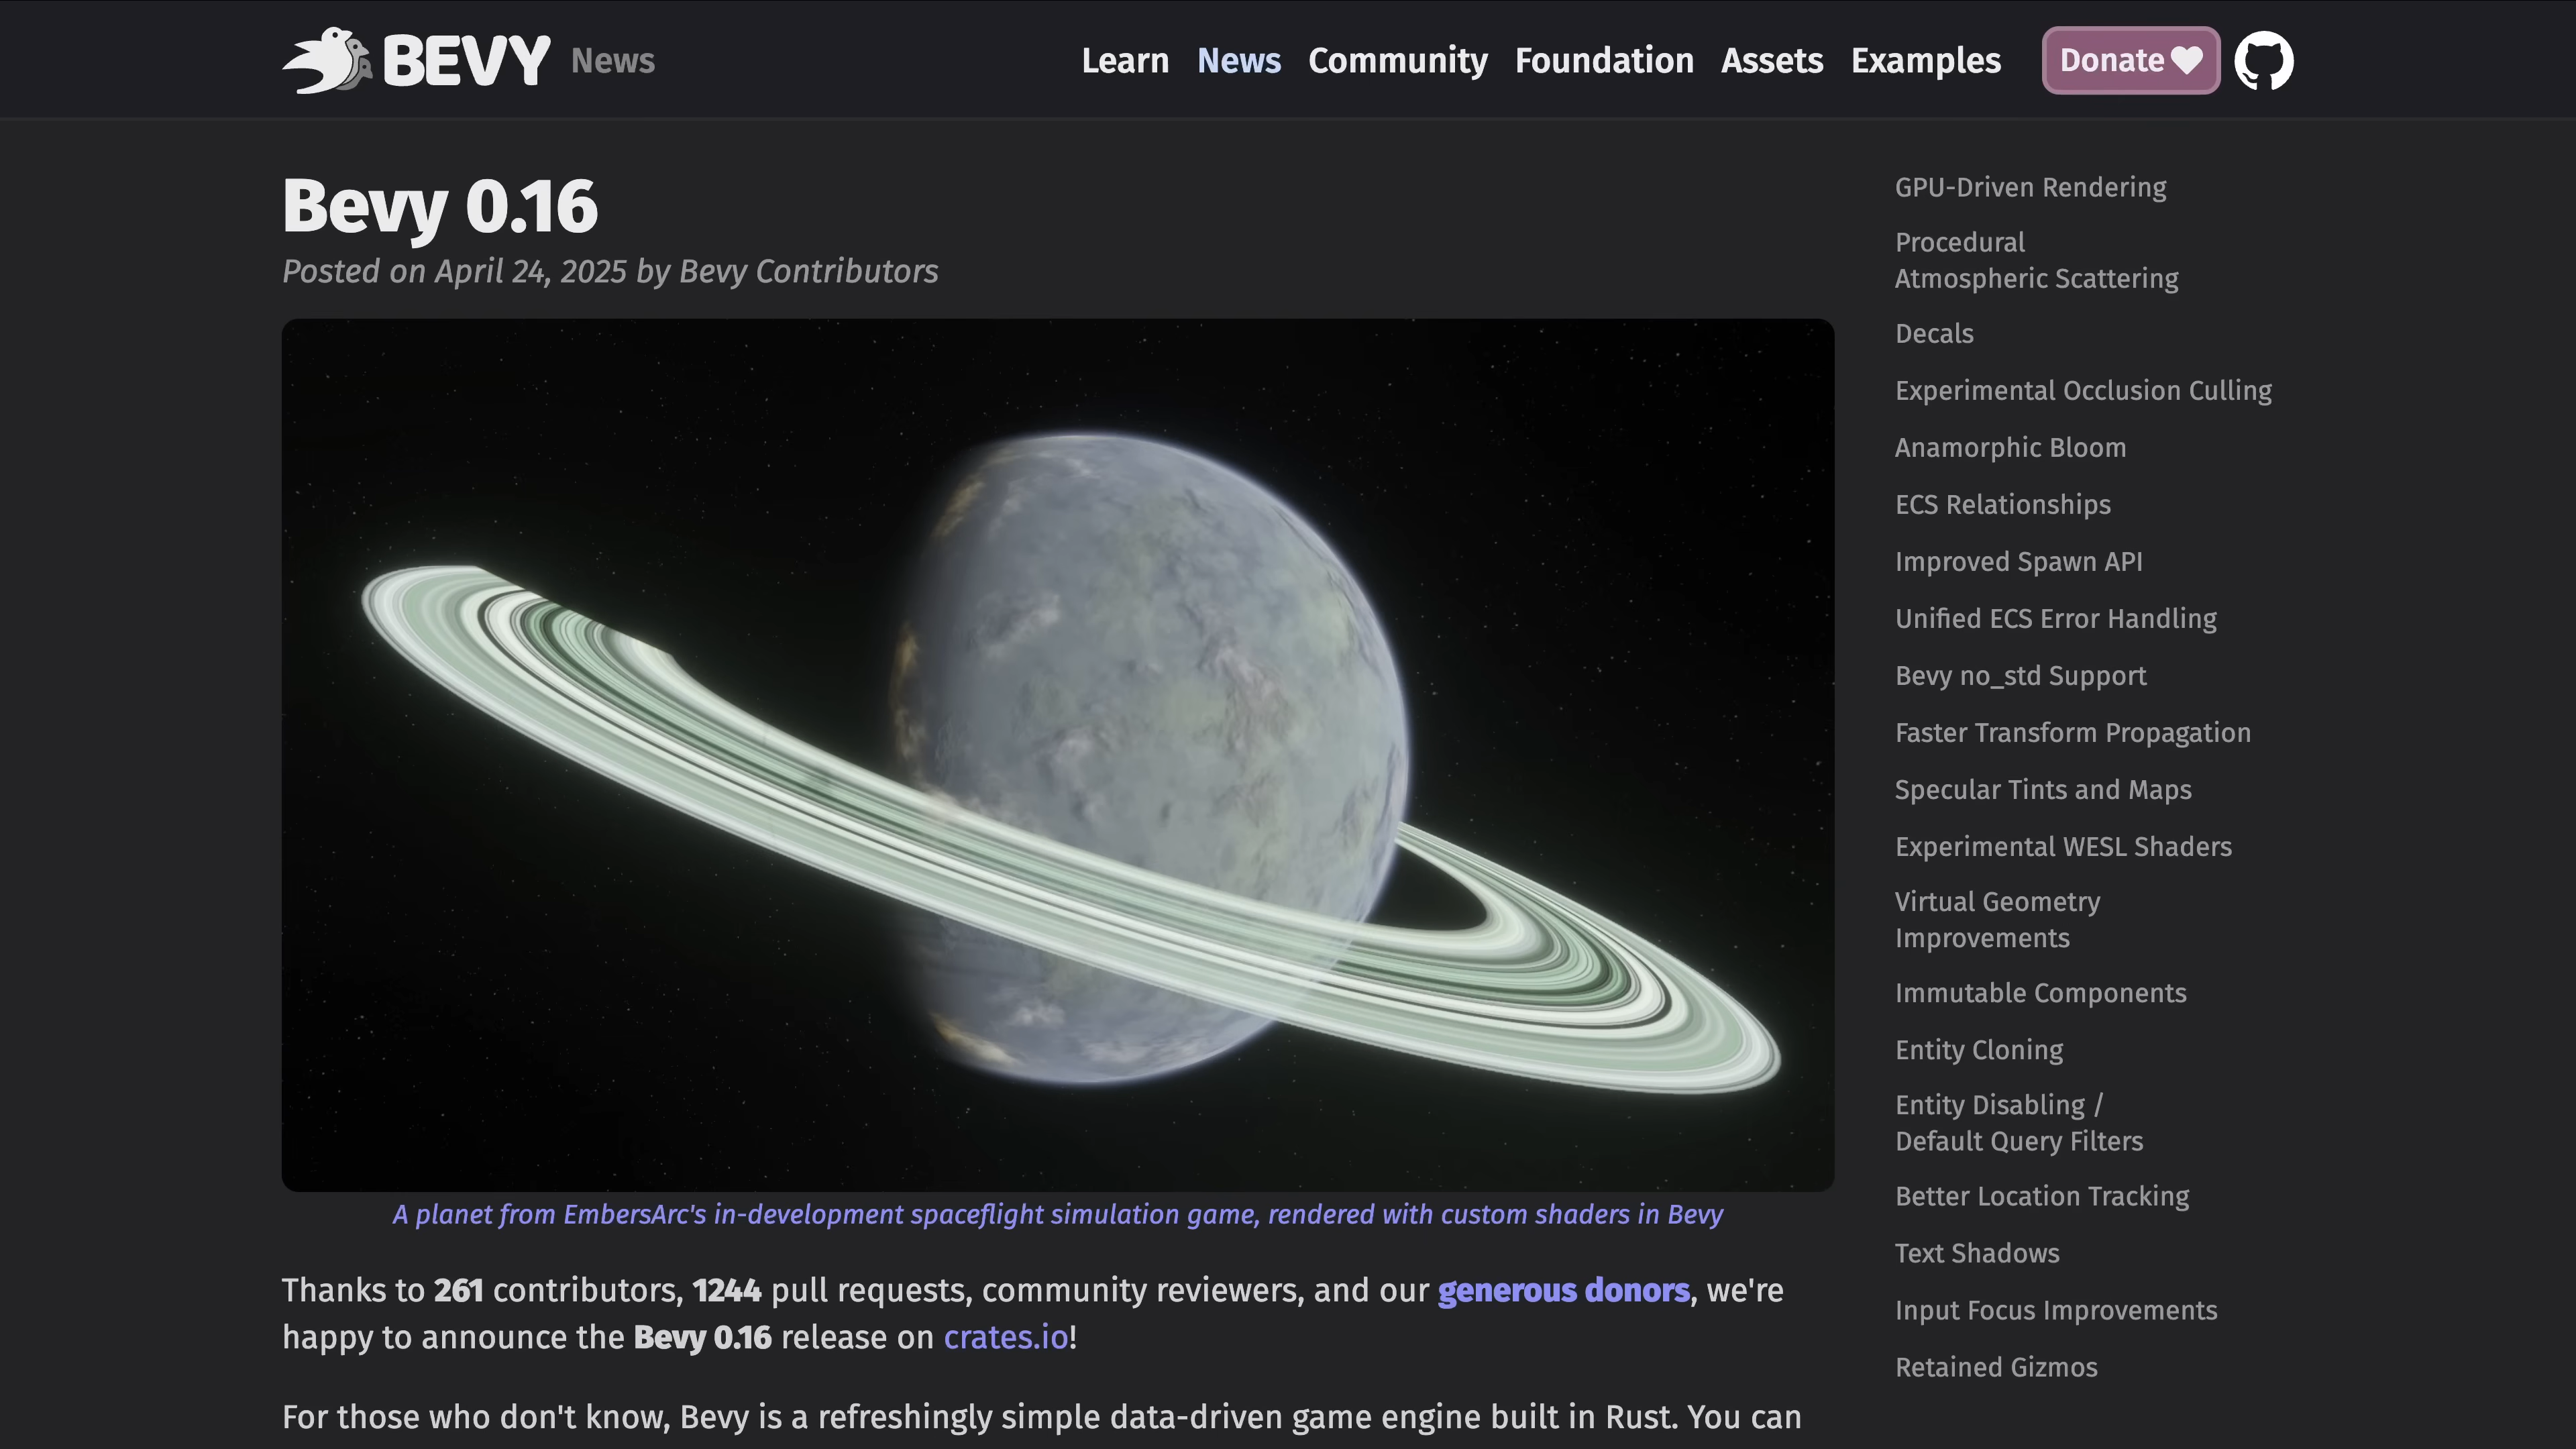 BEVY News
Learn News Community Foundation Assets Examples Donate
Bevy 0.16
Posted on April 24, 2025 by Bevy Contributors
A planet from EmbersArc's in-development spaceflight simulation game, rendered with custom shaders in Bevy
Thanks to 261 contributors, 1244 pull requests, community reviewers, and our generous donors, we're
happy to announce the Bevy 0.16 release on crates.io!
For those who don't know, Bevy is a refreshingly simple data-driven game engine built in Rust. You can
GPU-Driven Rendering
Procedural
Atmospheric Scattering
Decals
Experimental Occlusion Culling
Anamorphic Bloom
ECS Relationships
Improved Spawn API
Unified ECS Error Handling
Bevy no_std Support
Faster Transform Propagation
Specular Tints and Maps
Experimental WESL Shaders
Virtual Geometry
Improvements
Immutable Components
Entity Cloning
Entity Disabling /
Default Query Filters
Better Location Tracking
Text Shadows
Input Focus Improvements
Retained Gizmos